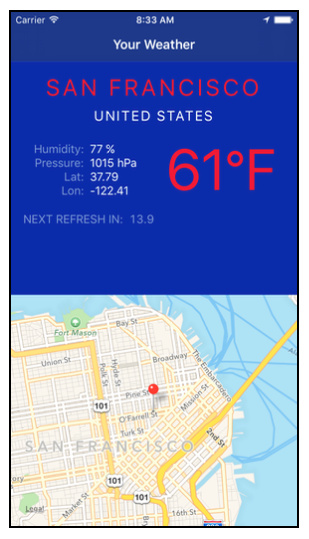 Carrier 8:33 AM
Your Weather
SAN FRANCISCO
UNITED STATES
Humidity: 77 %
Pressure: 1015 hPa
Lat: 37.79
Lon: -122.41
61°F
NEXT REFRESH IN: 13.9
Bay St
Fort Mason
Union St
Polk St
Hyde St
Broadway
The Embarcadero
Pine St
Mission St
101
O'Farrell St
Turk St
2nd St
SAN FRANCISCO
101
Market St
101
Legal